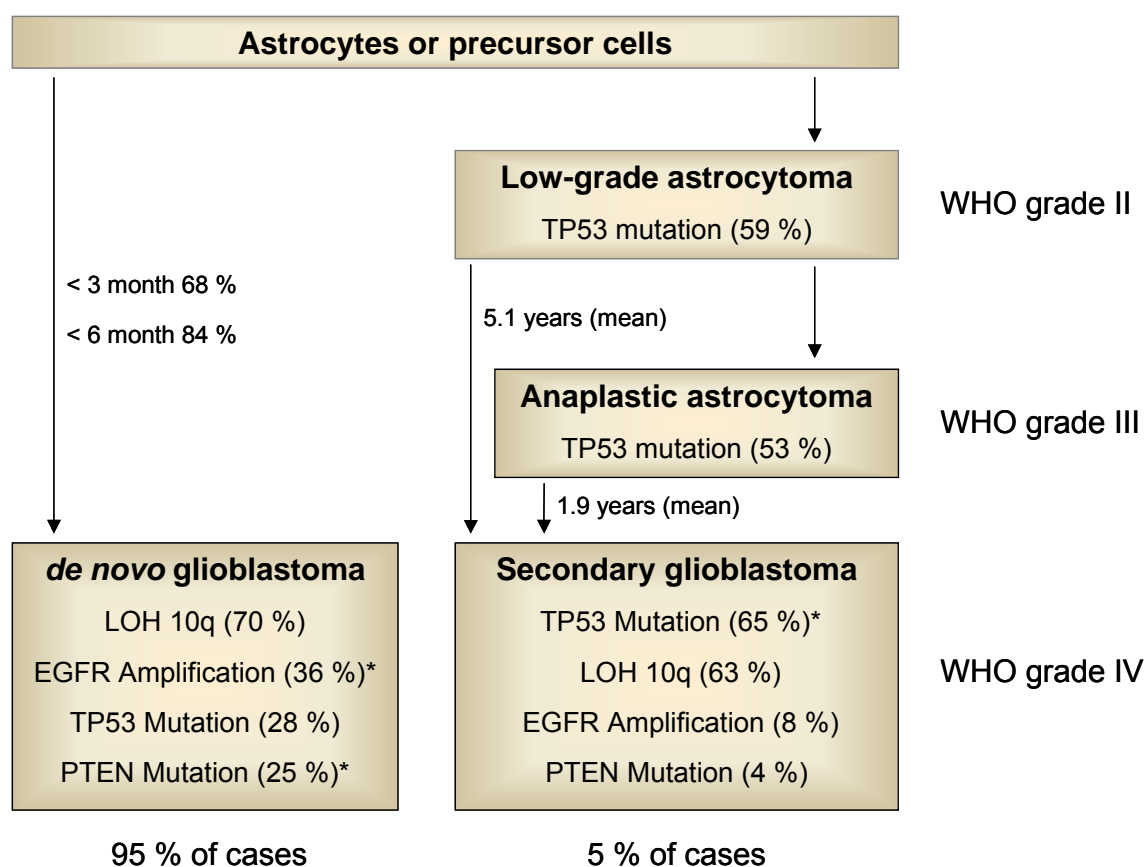 Astrocytes or precursor cells
Low-grade astrocytoma
TP53 mutation (59 %)
WHO grade II
< 3 month 68 %
< 6 month 84 %
5.1 years (mean)
Anaplastic astrocytoma
TP53 mutation (53 %)
WHO grade III
1.9 years (mean)
de novo glioblastoma
LOH 10q (70 %)
EGFR Amplification (36 %)*
TP53 Mutation (28 %)
PTEN Mutation (25 %)*
95 % of cases
Secondary glioblastoma
TP53 Mutation (65 %)*
LOH 10q (63 %)
EGFR Amplification (8 %)
PTEN Mutation (4 %)
5 % of cases
WHO grade IV